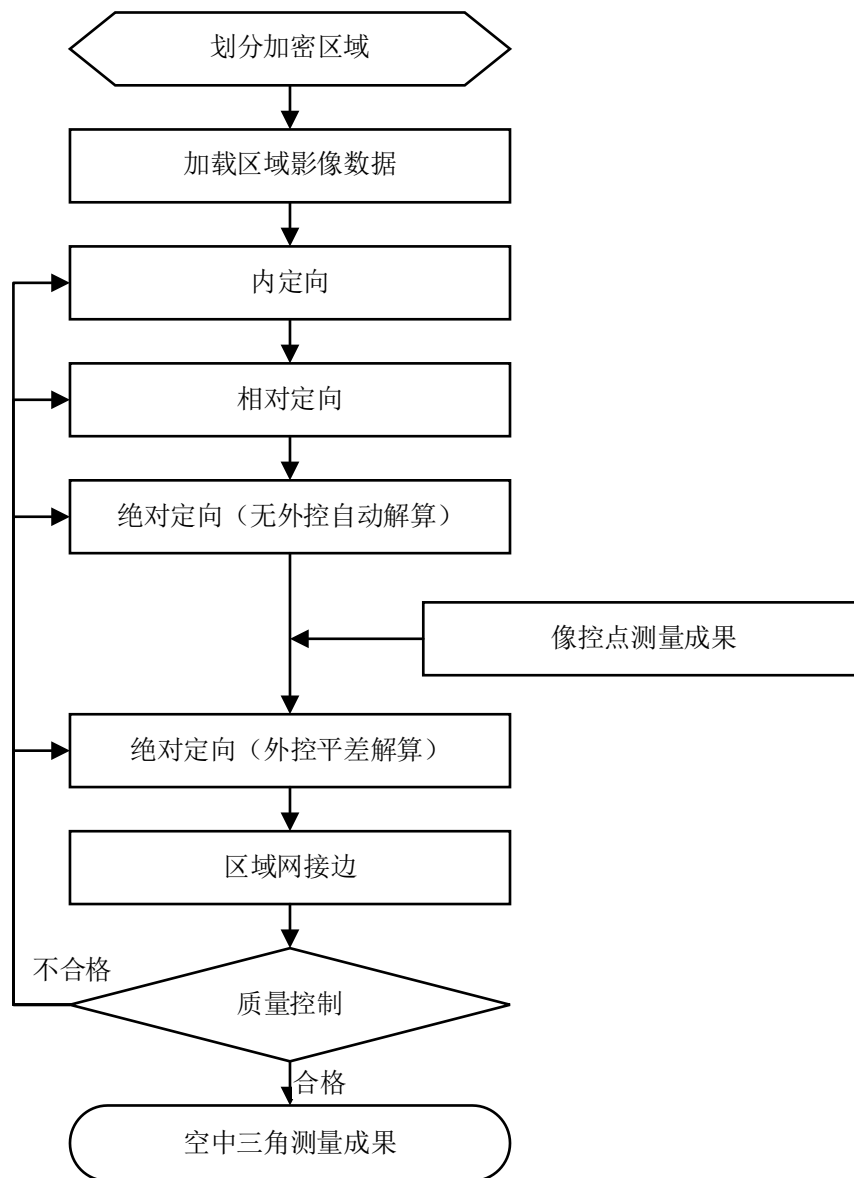 划分加密区域
加载区域影像数据
内定向
相对定向
绝对定向（无外控自动解算）
像控点测量成果
绝对定向（外控平差解算）
区域网接边
不合格
质量控制
合格
空中三角测量成果